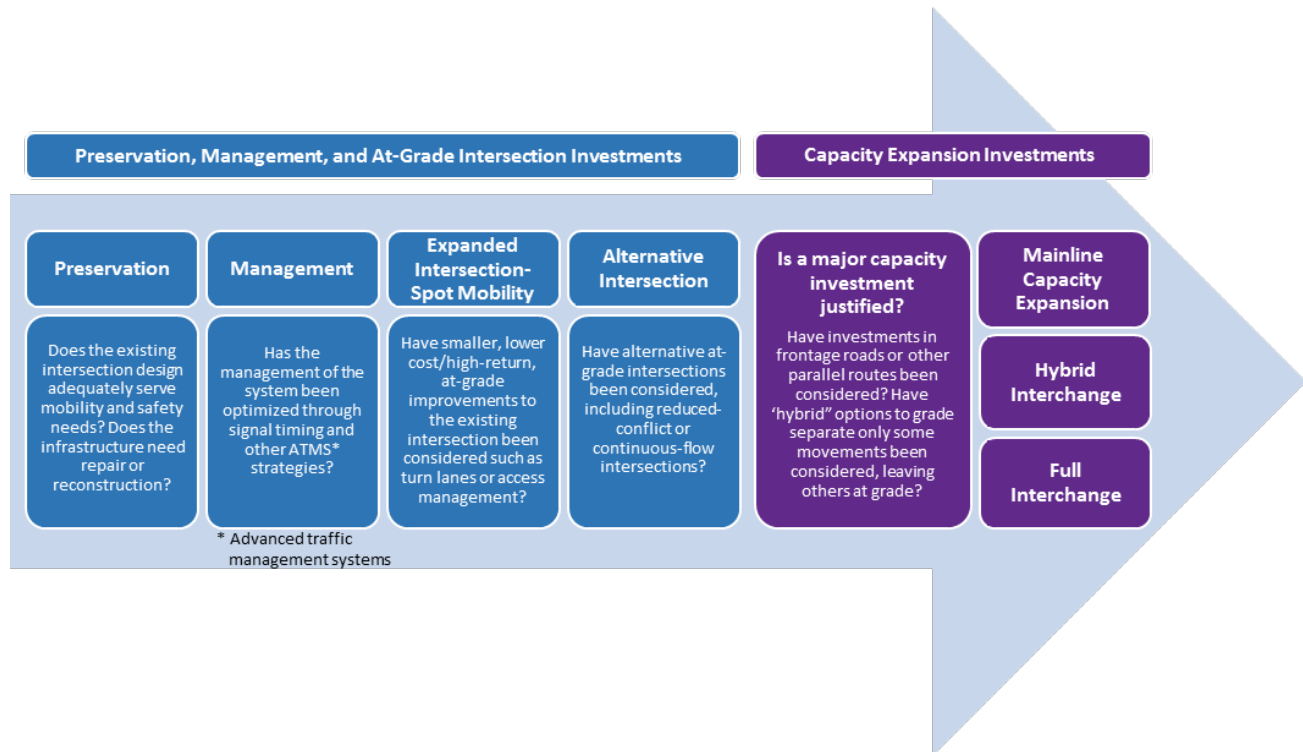 Preservation, Management, and At-Grade Intersection Investments
Capacity Expansion Investments
Preservation
Does the existing
intersection design
adequately serve
mobility and safety
needs? Does the
infrastructure need
repair or
reconstruction?
Management
Has the
management of the
system been
optimized through
signal timing and
other ATMS*
strategies?
* Advanced traffic
management systems
Expanded
Intersection-
Spot Mobility
Have smaller, lower
cost/high-return,
at-grade
improvements to
the existing
intersection been
considered such as
turn lanes or access
management?
Alternative
Intersection
Have alternative at-
grade intersections
been considered,
including reduced-
conflict or
continuous-flow
intersections?
Is a major capacity
investment
justified?
Have investments in
frontage roads or other
parallel routes been
considered? Have
‘hybrid” options to grade
separate only some
movements been
considered, leaving
others at grade?
Mainline
Capacity
Expansion
Hybrid
Interchange
Full
Interchange